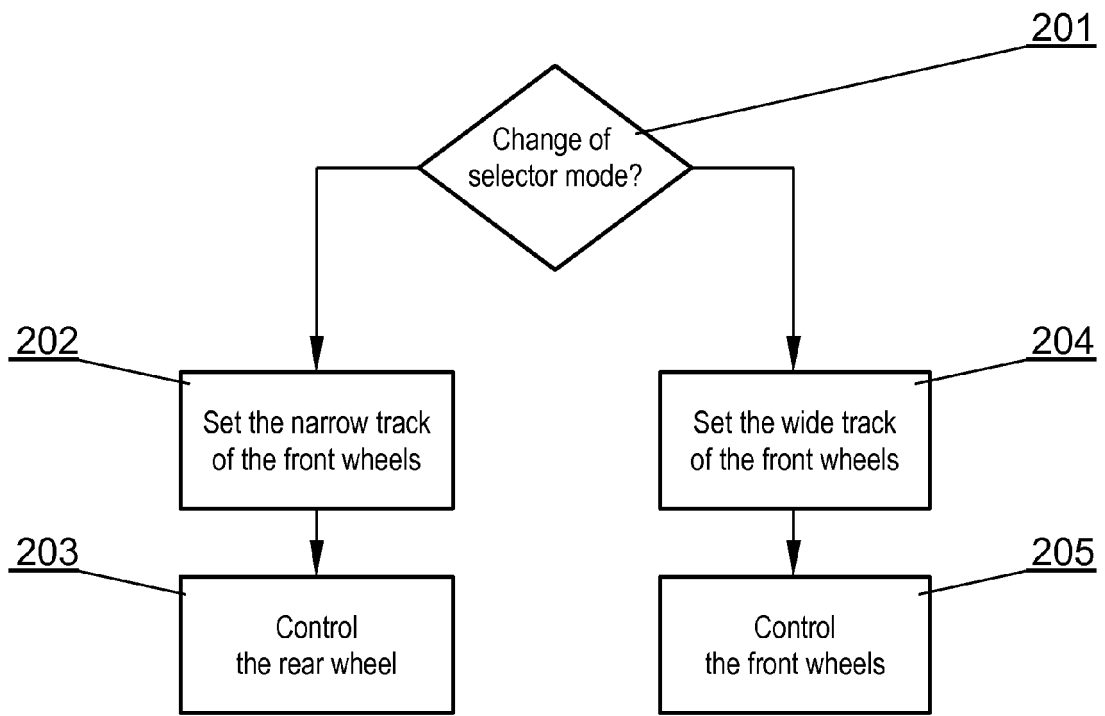 201
Change of
selector mode?
202
204
Set the narrow track
of the front wheels
Set the wide track
of the front wheels
203
205
Control
the rear wheel
Control
the front wheels